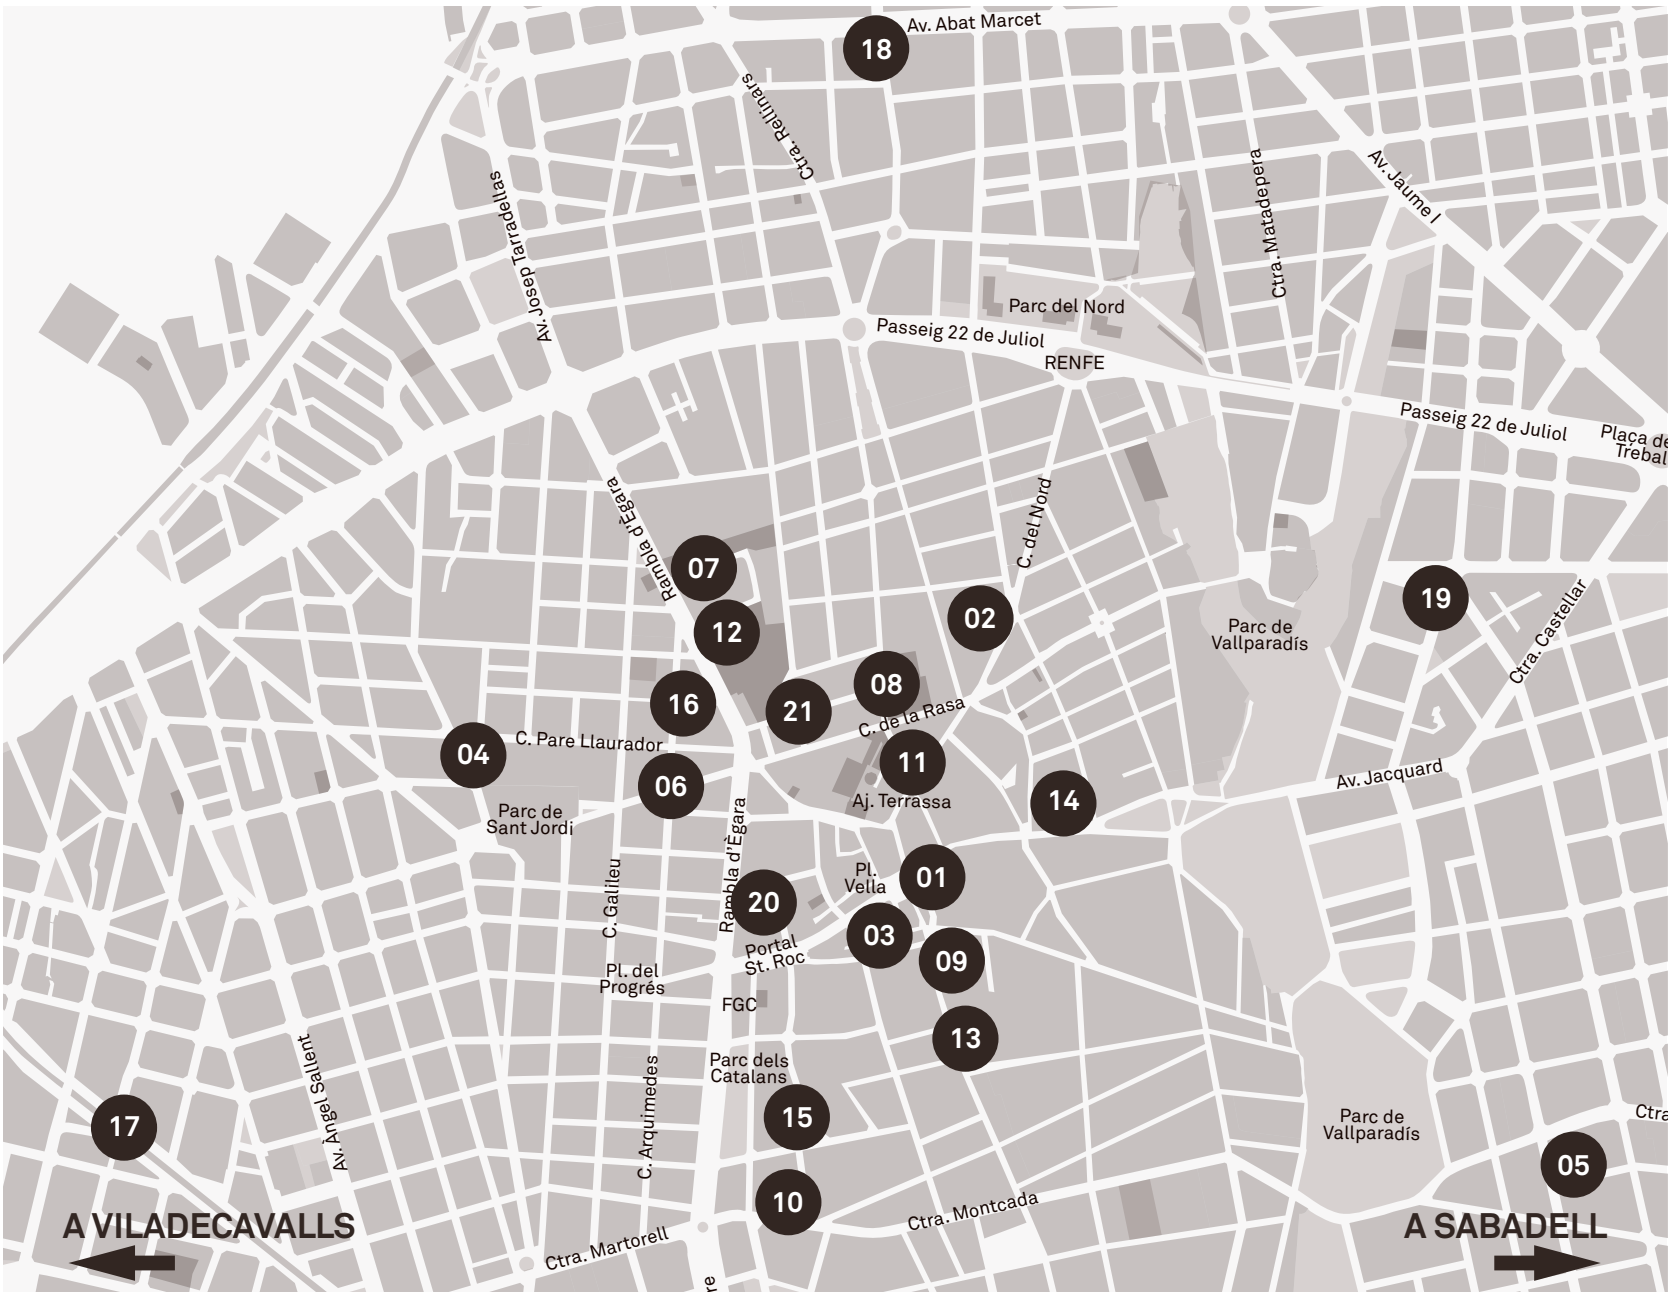 Av. Abat Marcet
18
Ctra. Rellinars
Av. Josep Tarradellas
Ctra. Matadepera
Av. Jaume I
Parc del Nord
Passeig 22 de Juliol
RENFE
Passeig 22 de Juliol
Plaça de
Trebal
Rambla d'Ègara
C. del Nord
07
12
02
19
Parc de
Vallparadís
Ctra. Castellar
16
21
08
C. de la Rasa
04
C. Pare Llaurador
06
11
Aj. Terrassa
14
Av. Jacquard
Parc de
Sant Jordi
Rambla d'Ègara
C. Galileu
Pl.
Vella
01
20
03
Portal
St. Roc
09
Pl. del
Progrés
FGC
13
Parc dels
Catalans
Av. Àngel Sallent
C. Arquimedes
17
15
Parc de
Vallparadís
Ctra
05
10
Ctra. Montcada
A VILADECAVALLS
A SABADELL
Ctra. Martorell
re